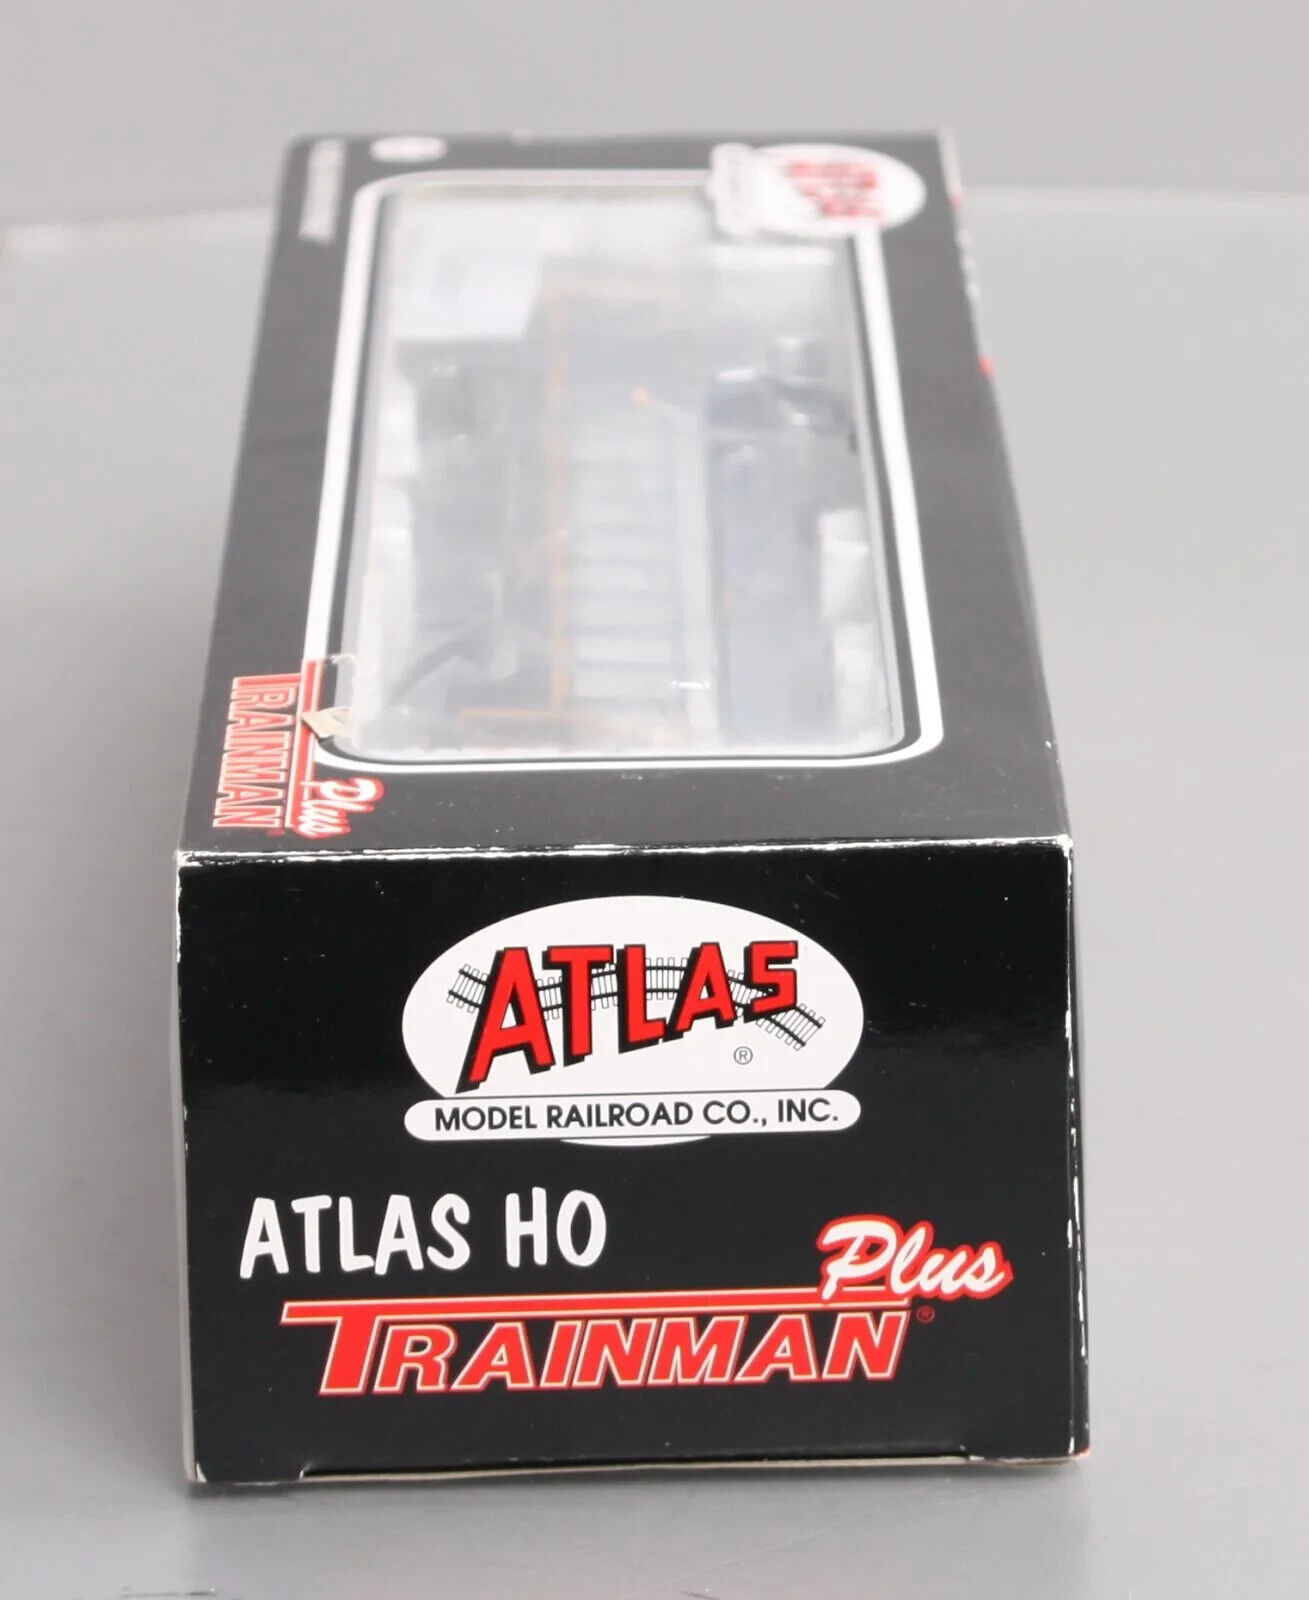 TRAINMAN®
Plus
ATLAS
®
MODEL RAILROAD CO., INC.
ATLAS HO
Plus
TRAINMAN®